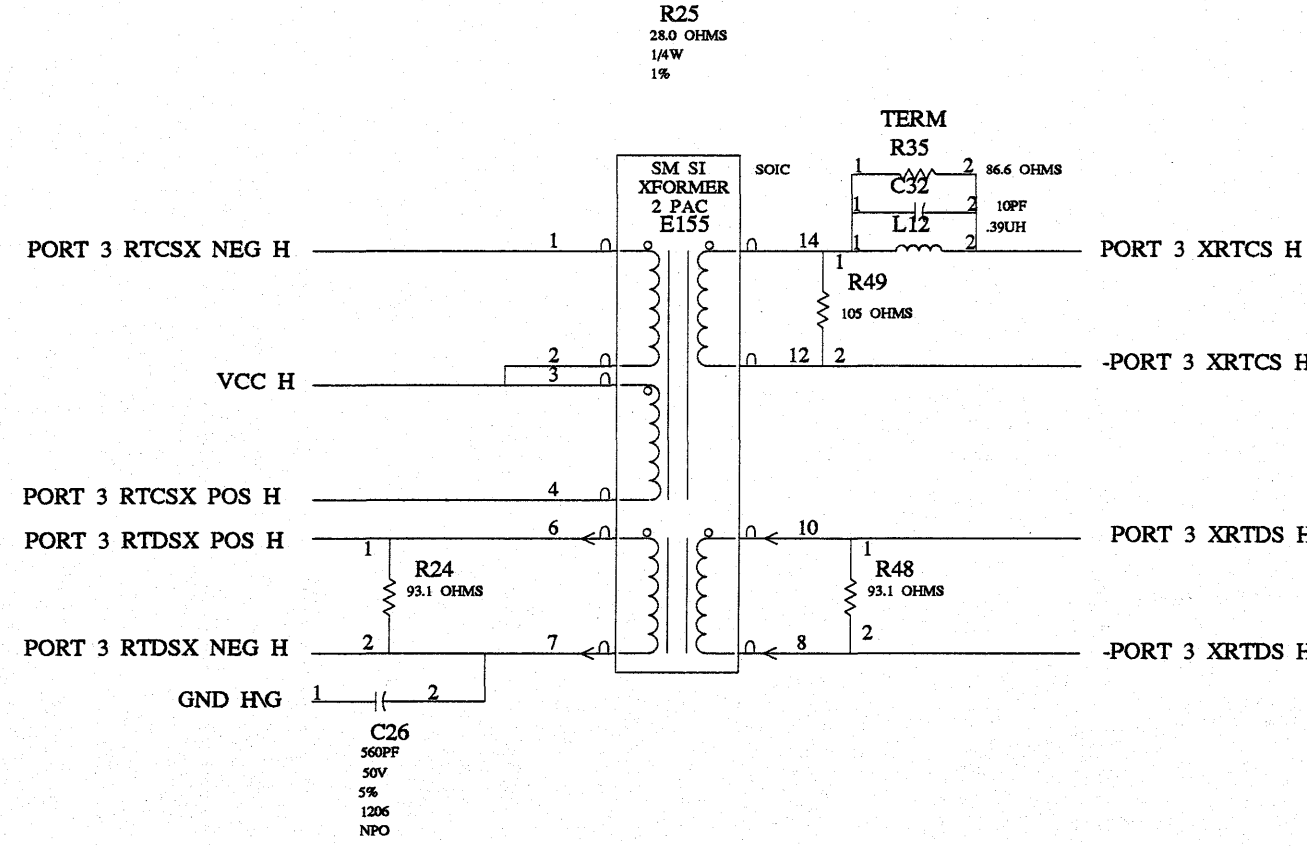 R25
28.0 OHMS
1/4W
1%
TERM
R35
1 2 86.6 OHMS
C32
1 2 10PF
L12 .39UH
1 2
SM SI
XFORMER
2 PAC
E155
SOIC
PORT 3 RTCSX NEG H 1 14 PORT 3 XRTCS H
1
R49
105 OHMS
2 12 2 -PORT 3 XRTCS H
VCC H 3
PORT 3 RTCSX POS H 4
PORT 3 RTDSX POS H 6 10 PORT 3 XRTDS H
1 1
R24 R48
93.1 OHMS 93.1 OHMS
PORT 3 RTDSX NEG H 2 7 8 2 -PORT 3 XRTDS H
GND H\G 1 2
C26
560PF
50V
5%
1206
NPO